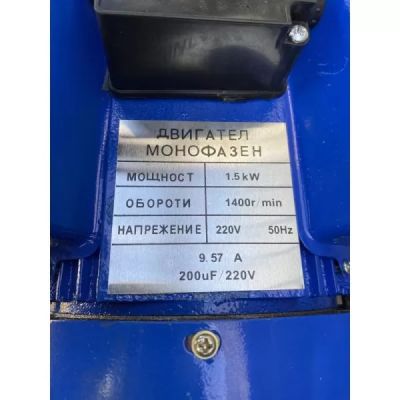 ДВИГАТЕЛ
МОНОФАЗЕН
МОЩНОСТ 1.5kW
ОБОРОТИ 1400r/min
НАПРЕЖЕНИЕ 220V 50Hz
9.57 A
200uF/220V